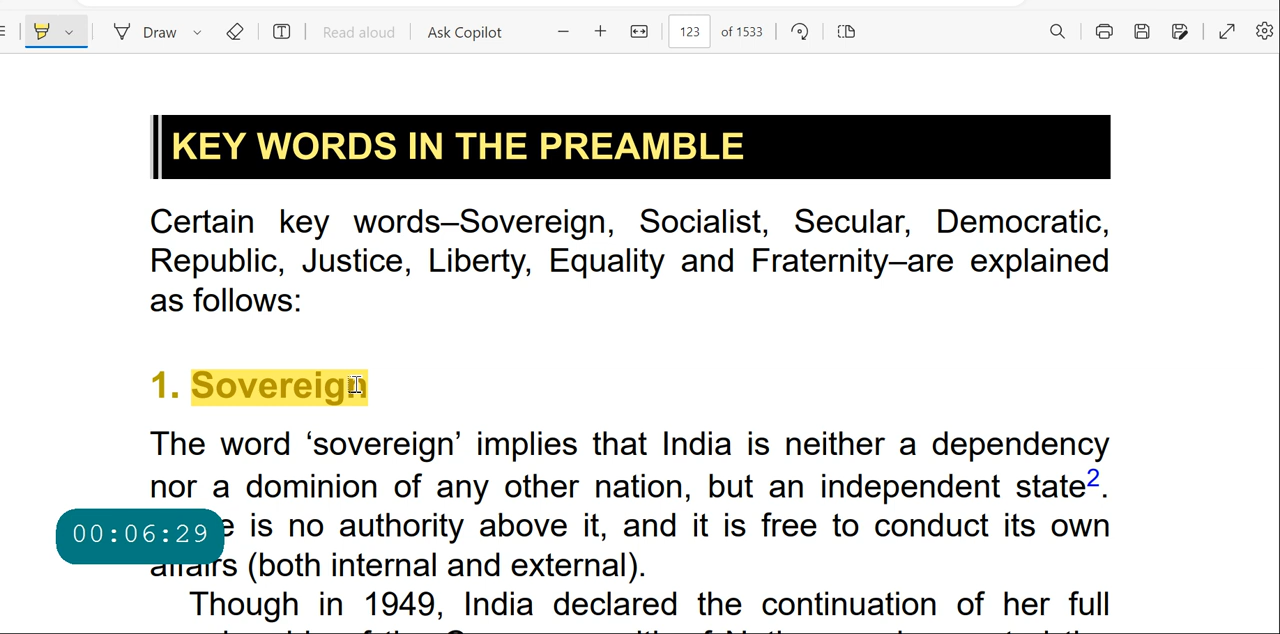 Draw
Read aloud
Ask Copilot
123 of 1533
KEY WORDS IN THE PREAMBLE
Certain key words–Sovereign, Socialist, Secular, Democratic,
Republic, Justice, Liberty, Equality and Fraternity–are explained
as follows:
1. Sovereign
The word ‘sovereign’ implies that India is neither a dependency
nor a dominion of any other nation, but an independent state2.
is no authority above it, and it is free to conduct its own
00:06:29
affairs (both internal and external).
Though in 1949, India declared the continuation of her full